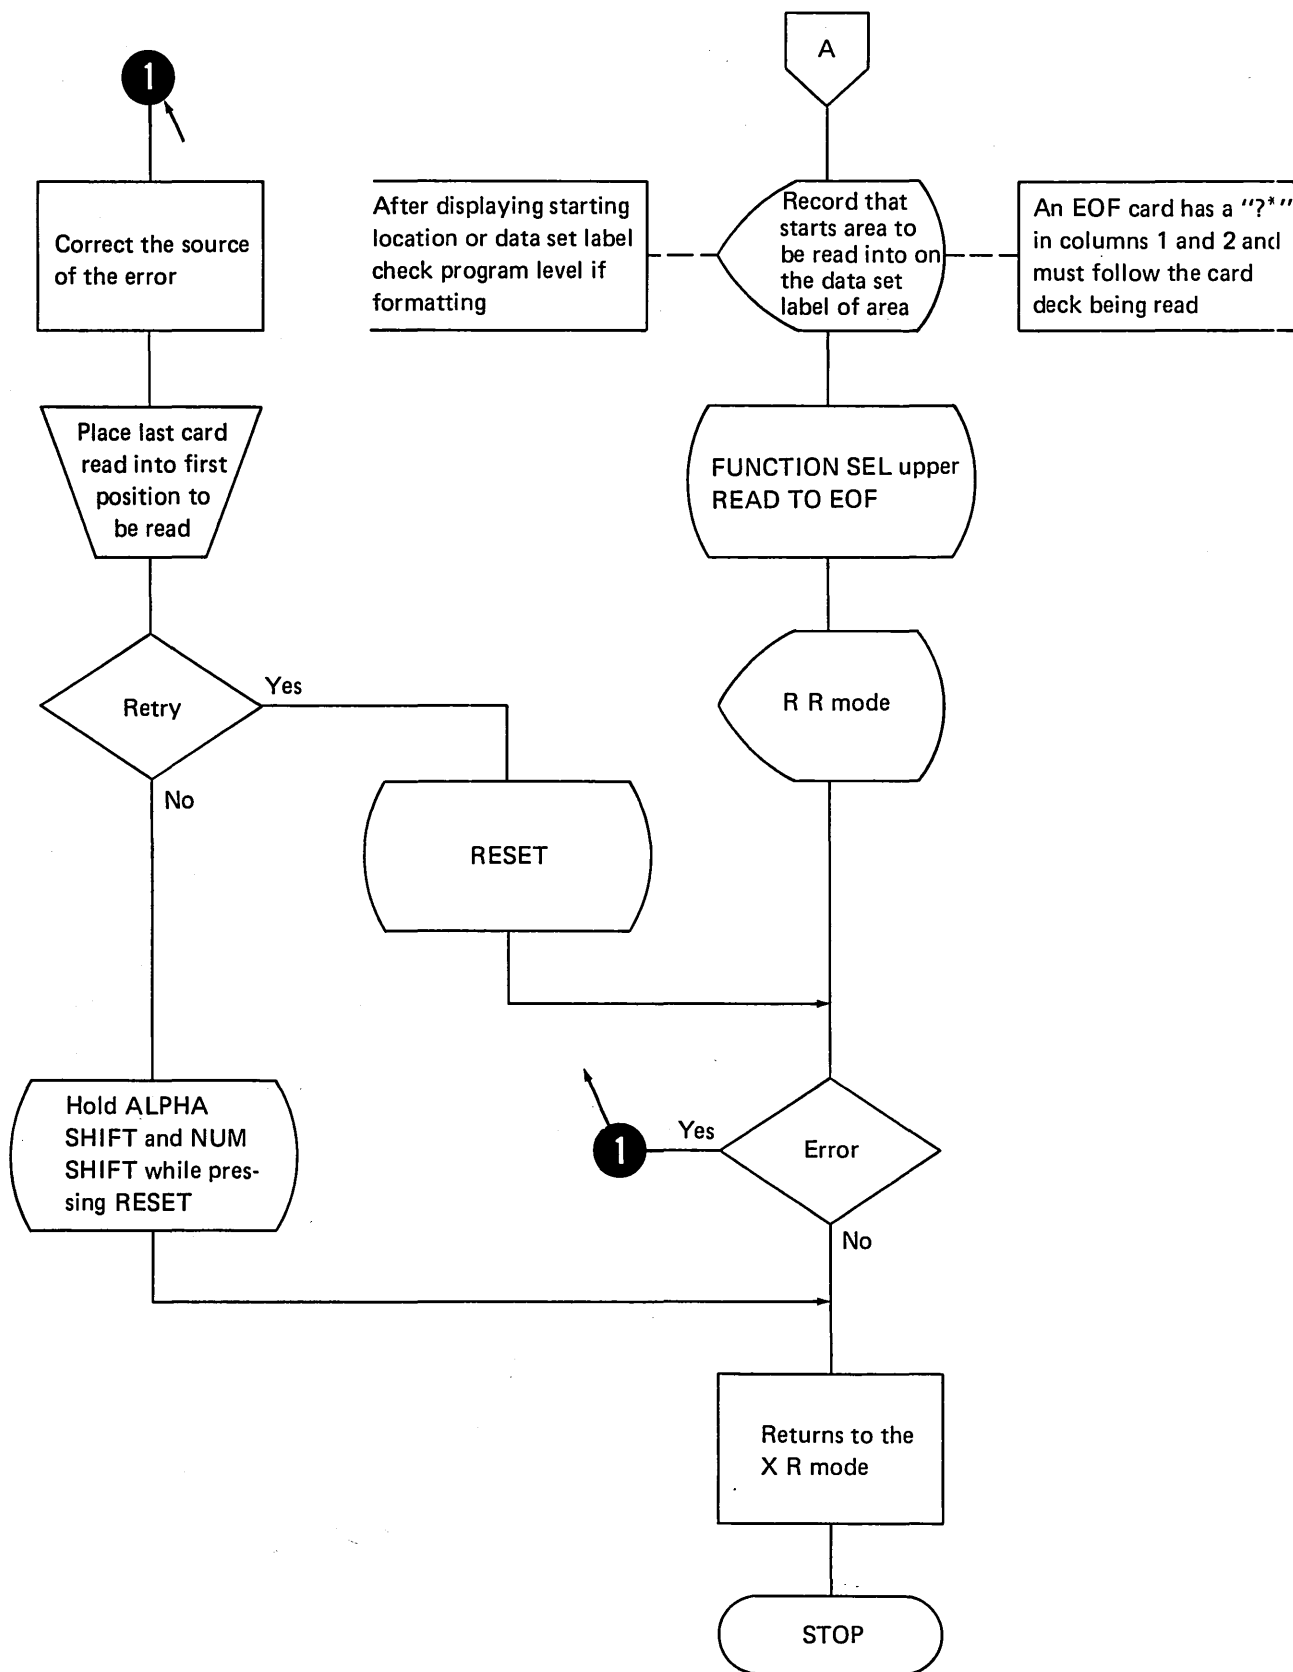 1
Correct the source
of the error
Place last card
read into first
position to
be read
Retry
Yes
No
RESET
Hold ALPHA
SHIFT and NUM
SHIFT while pres-
sing RESET
A
After displaying starting
location or data set label
check program level if
formatting
Record that
starts area to
be read into on
the data set
label of area
An EOF card has a "?*"
in columns 1 and 2 and
must follow the card
deck being read
FUNCTION SEL upper
READ TO EOF
R R mode
Error
Yes
1
No
Returns to the
X R mode
STOP